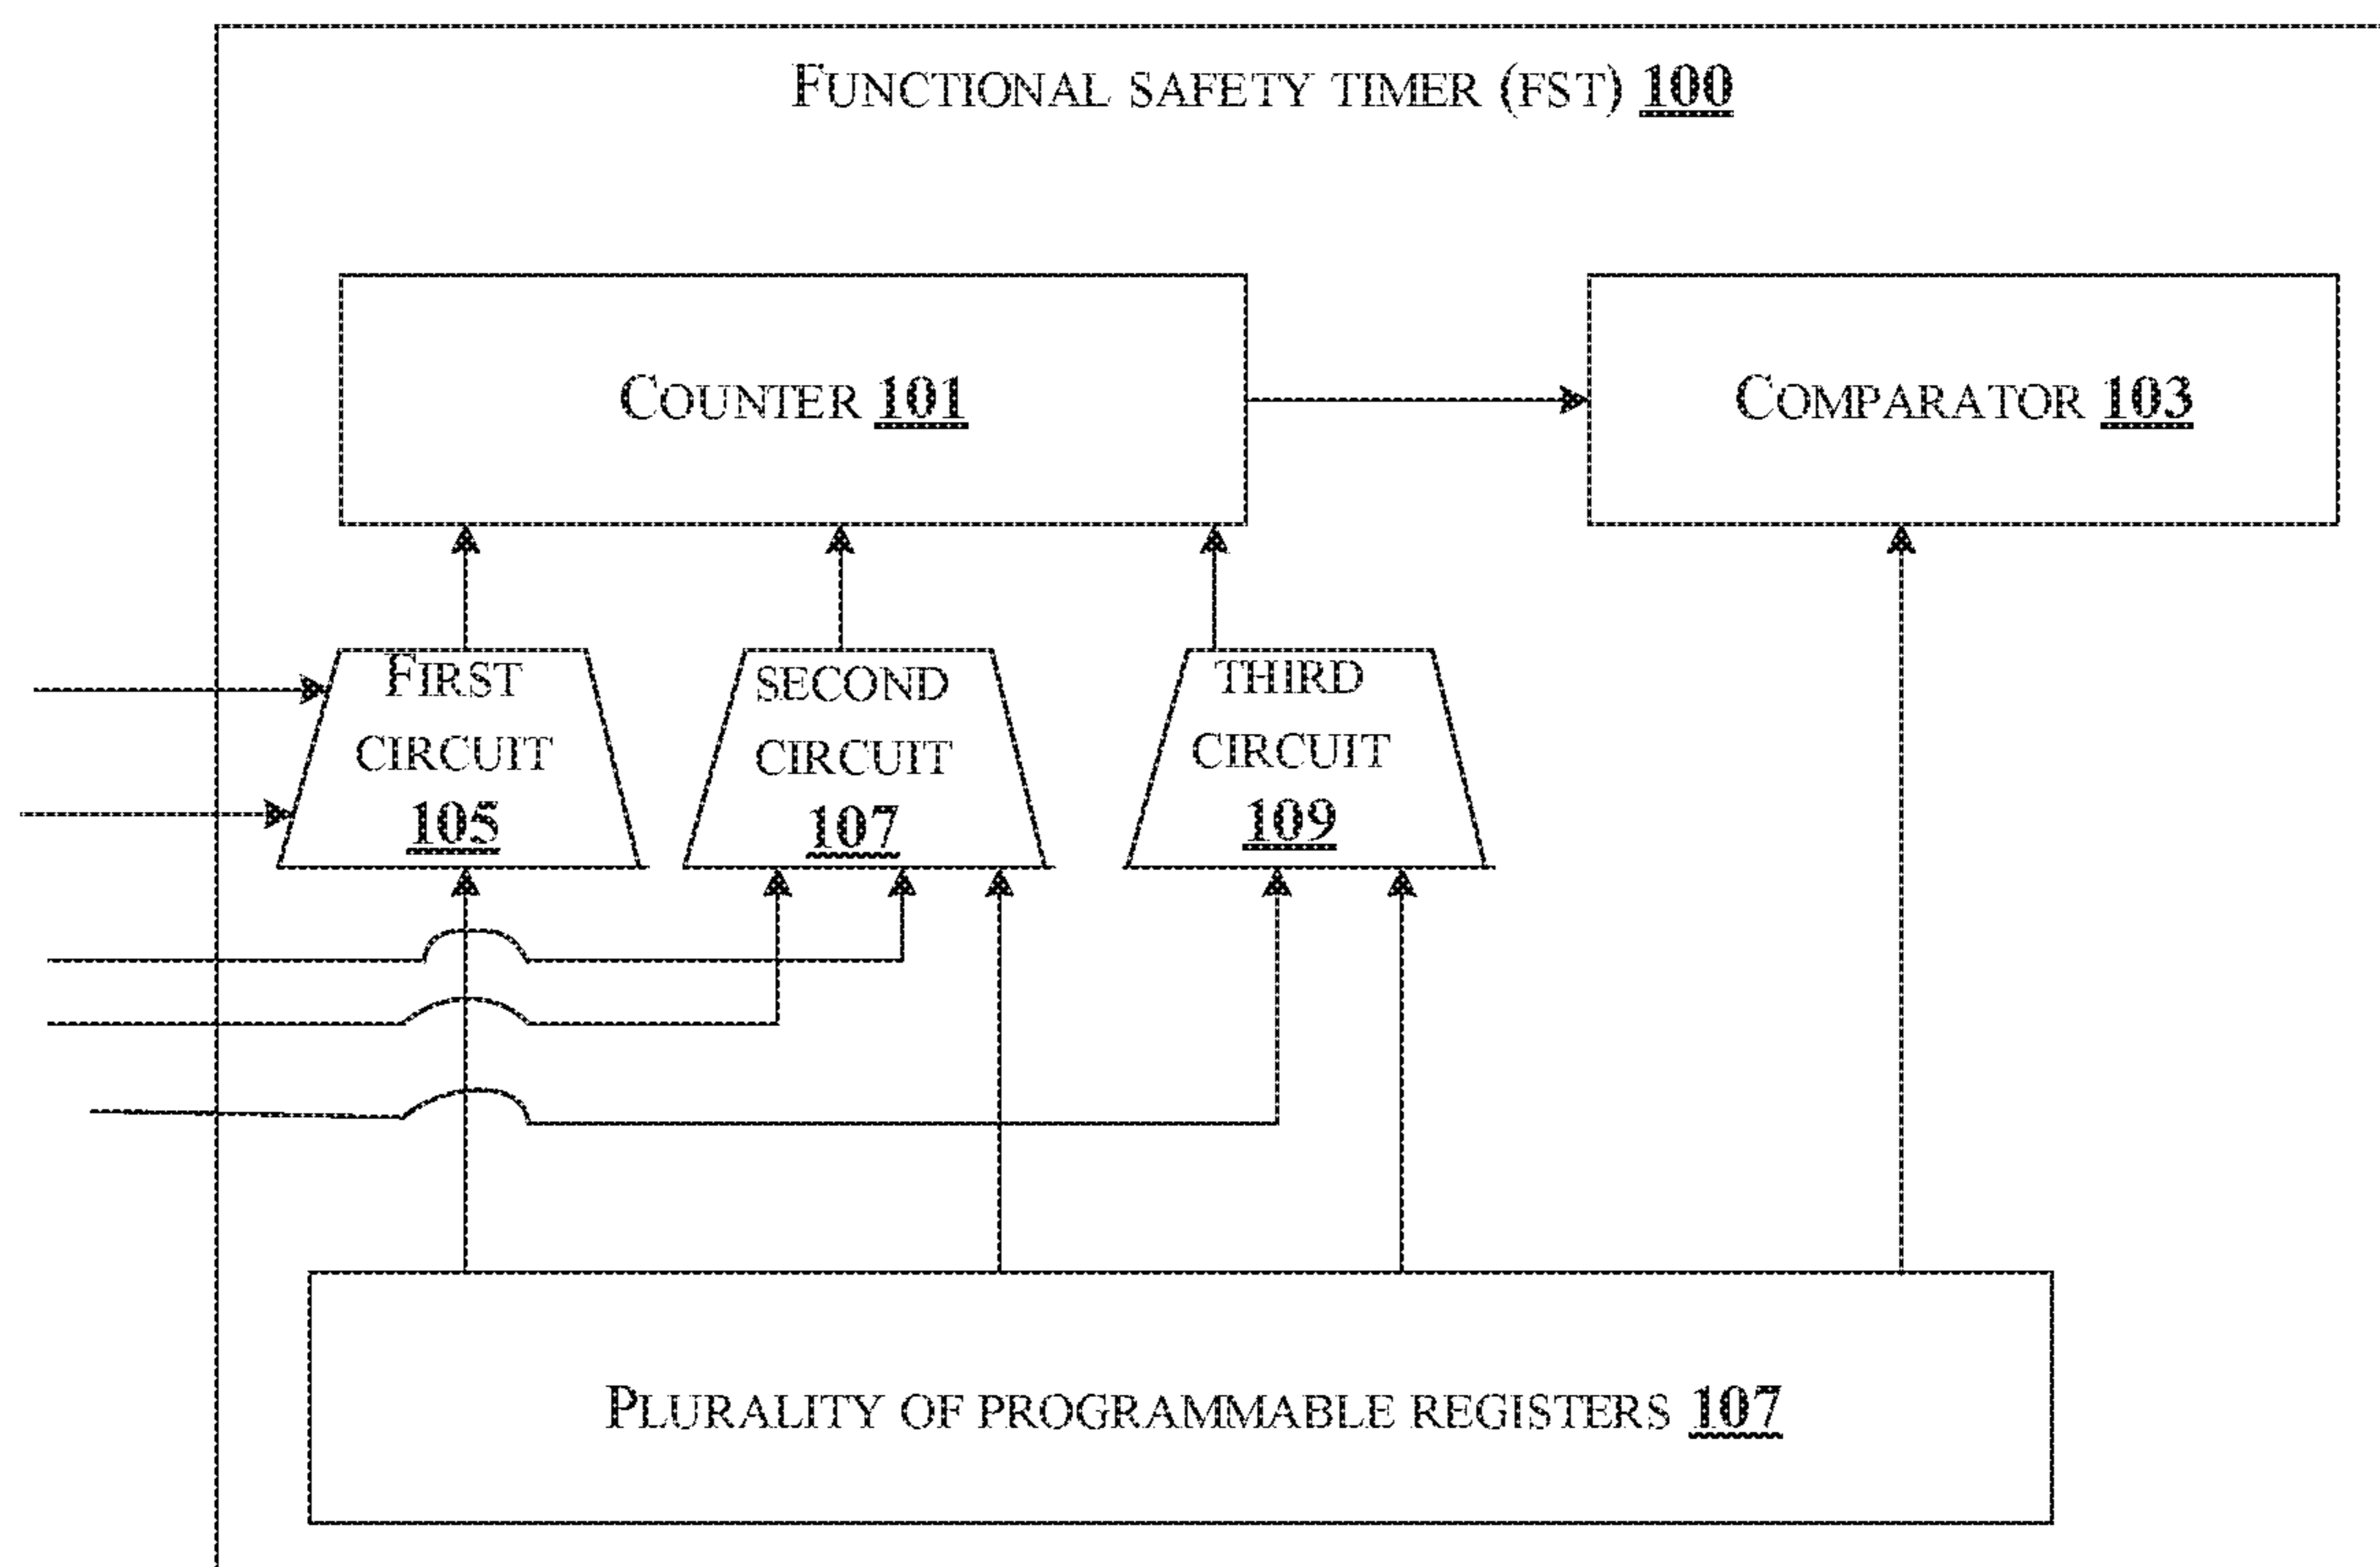 FUNCTIONAL SAFETY TIMER (FST) 100
COUNTER 101
COMPARATOR 103
FIRST
CIRCUIT
105
SECOND
CIRCUIT
107
THIRD
CIRCUIT
109
PLURALITY OF PROGRAMMABLE REGISTERS 107